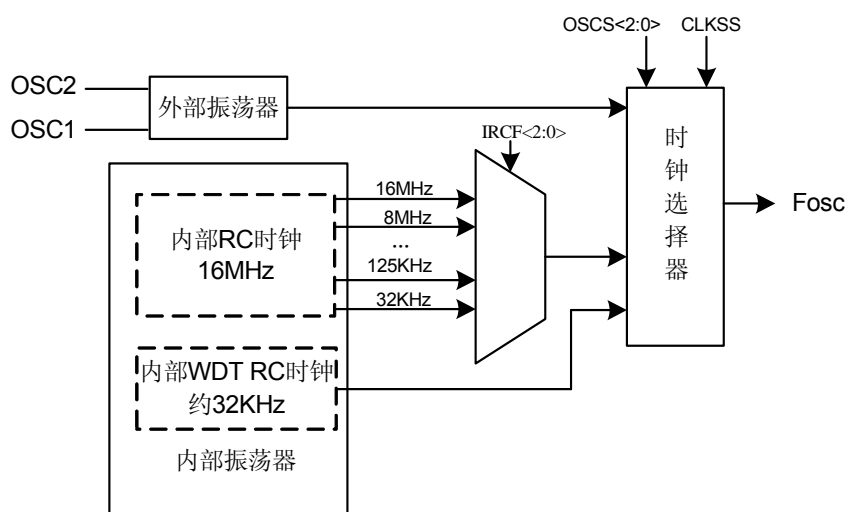 OSCS<2:0> CLKSS
OSC2
OSC1
外部振荡器
IRCF<2:0>
时钟选择器
Fosc
内部RC时钟
16MHz
16MHz
8MHz
...
125KHz
32KHz
内部WDT RC时钟
约32KHz
内部振荡器